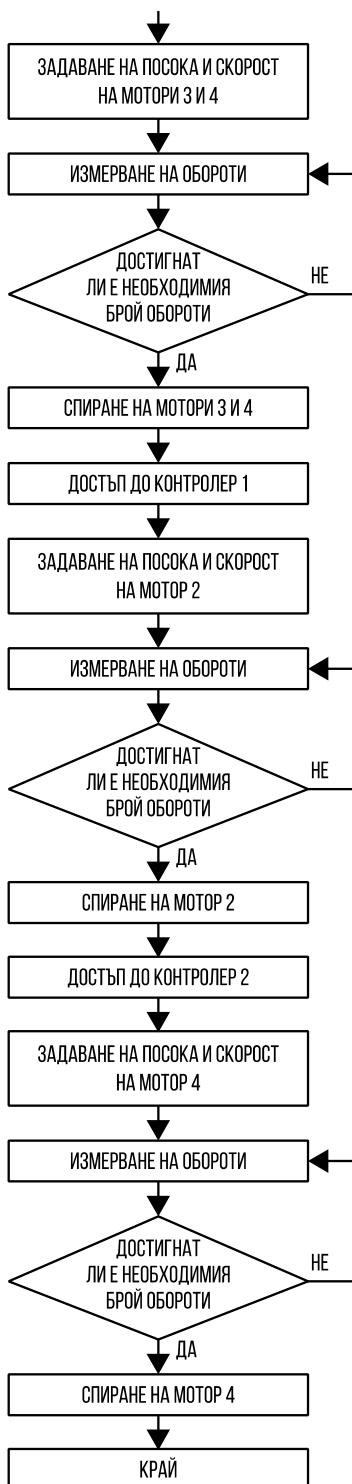 ЗАДАВАНЕ НА ПОСОКА И СКОРОСТ
НА МОТОРИ 3 И 4
ИЗМЕРВАНЕ НА ОБОРОТИ
ДОСТИГНАТ
ЛИ Е НЕОБХОДИМИЯ
БРОЙ ОБОРОТИ
НЕ
ДА
СПИРАНЕ НА МОТОРИ 3 И 4
ДОСТЪП ДО КОНТРОЛЕР 1
ЗАДАВАНЕ НА ПОСОКА И СКОРОСТ
НА МОТОР 2
ИЗМЕРВАНЕ НА ОБОРОТИ
ДОСТИГНАТ
ЛИ Е НЕОБХОДИМИЯ
БРОЙ ОБОРОТИ
НЕ
ДА
СПИРАНЕ НА МОТОР 2
ДОСТЪП ДО КОНТРОЛЕР 2
ЗАДАВАНЕ НА ПОСОКА И СКОРОСТ
НА МОТОР 4
ИЗМЕРВАНЕ НА ОБОРОТИ
ДОСТИГНАТ
ЛИ Е НЕОБХОДИМИЯ
БРОЙ ОБОРОТИ
НЕ
ДА
СПИРАНЕ НА МОТОР 4
КРАЙ